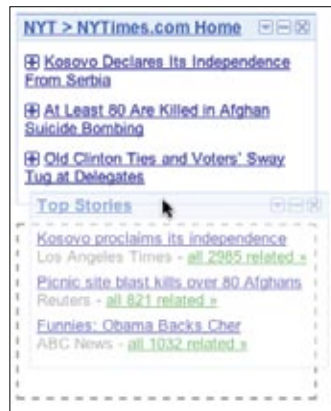 NYT > NYTimes.com Home
Kosovo Declares Its Independence
From Serbia
At Least 80 Are Killed in Afghan
Suicide Bombing
Old Clinton Ties and Voters' Sway
Tug at Delegates
Top Stories
Kosovo proclaims its independence
Los Angeles Times - all 2985 related »
Picnic site blast kills over 80 Afghans
Reuters - all 821 related »
Funnies: Obama Backs Cher
ABC News - all 1032 related »